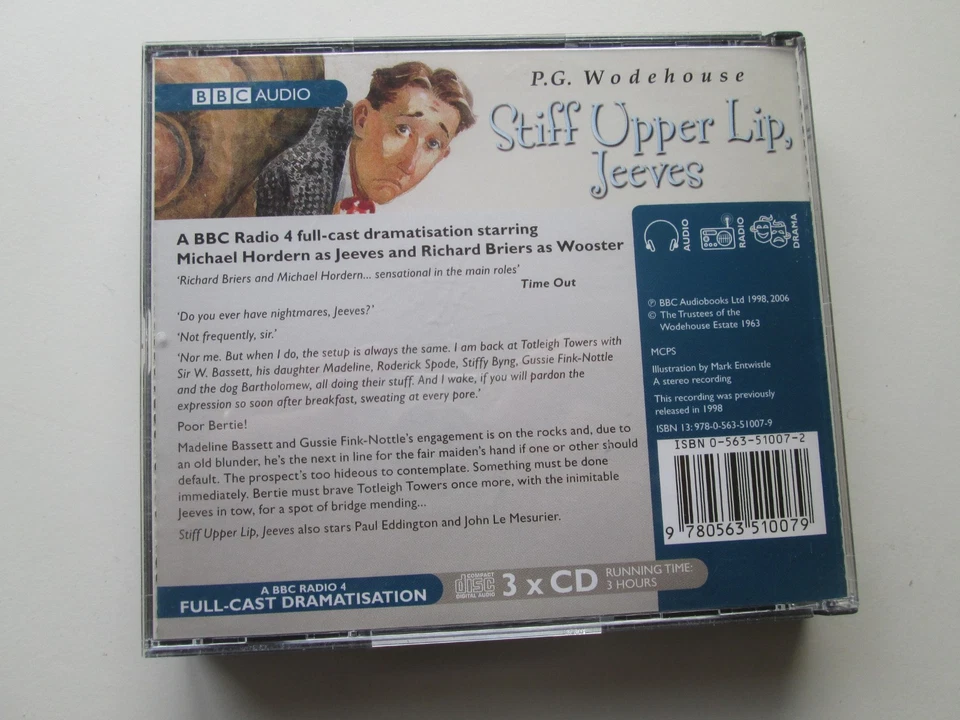 BBC AUDIO
P.G. Wodehouse
Stiff Upper Lip,
Jeeves
A BBC Radio 4 full-cast dramatisation starring
Michael Hordern as Jeeves and Richard Briers as Wooster
‘Richard Briers and Michael Hordern... sensational in the main roles’
Time Out
‘Do you ever have nightmares, Jeeves?’
‘Not frequently, sir.’
‘Nor me. But when I do, the setup is always the same. I am back at Totleigh Towers with
Sir W. Bassett, his daughter Madeline, Roderick Spode, Stiffy Byng, Gussie Fink-Nottle
and the dog Bartholomew, all doing their stuff. And I wake, if you will pardon the
expression so soon after breakfast, sweating at every pore.’
Poor Bertie!
Madeline Bassett and Gussie Fink-Nottle's engagement is on the rocks and, due to
an old blunder, he's the next in line for the fair maiden's hand if one or other should
default. The prospect's too hideous to contemplate. Something must be done
immediately. Bertie must brave Totleigh Towers once more, with the inimitable
Jeeves in tow, for a spot of bridge mending...
Stiff Upper Lip, Jeeves also stars Paul Eddington and John Le Mesurier.
A BBC RADIO 4
FULL-CAST DRAMATISATION
COMPACT
disc
DIGITAL AUDIO
3 x CD
RUNNING TIME:
3 HOURS
AUDIO
RADIO
DRAMA
℗ BBC Audiobooks Ltd 1998, 2006
© The Trustees of the
Wodehouse Estate 1963
MCPS
Illustration by Mark Entwistle
A stereo recording
This recording was previously
released in 1998
ISBN 13: 978-0-563-51007-9
ISBN 0-563-51007-2
9 780563 510079